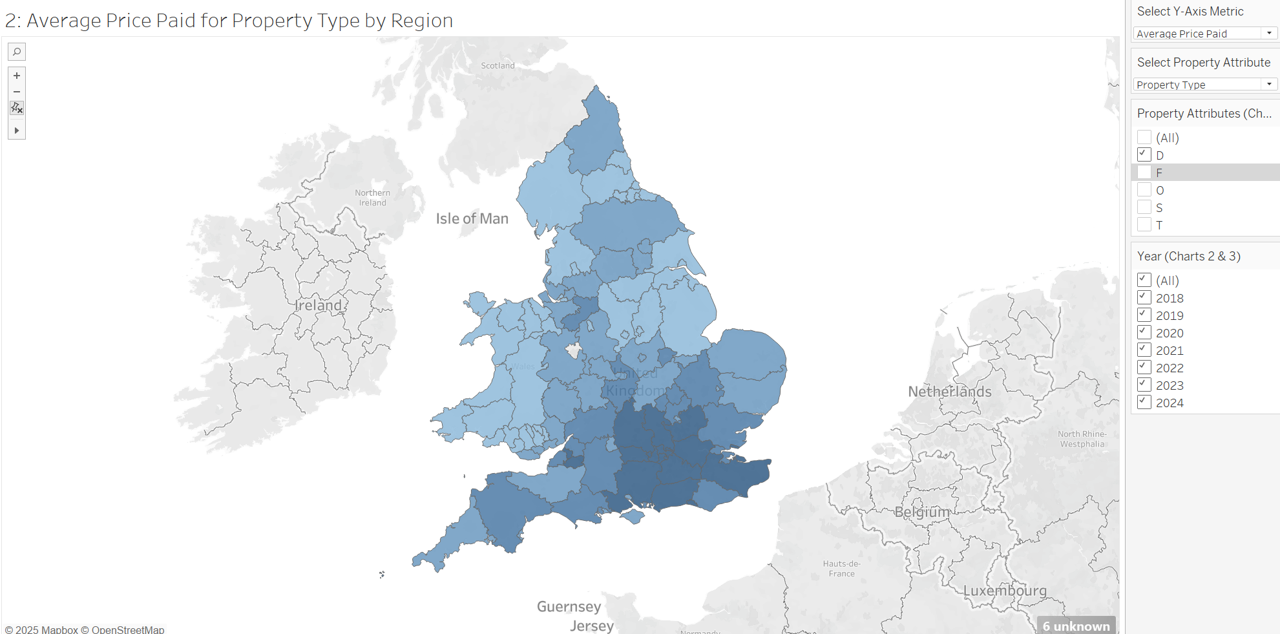 2: Average Price Paid for Property Type by Region
Scotland
Northern
Ireland
Isle of Man
Ireland
United
Kingdom
Netherlands
North Rhine-
Westphalia
Belgium
Hauts-de-
France
Luxembourg
Guernsey
Jersey
Normandy
6 unknown
© 2025 Mapbox © OpenStreetMap
Select Y-Axis Metric
Average Price Paid
Select Property Attribute
Property Type
Property Attributes (Ch...
(All)
D
F
O
S
T
Year (Charts 2 & 3)
(All)
2018
2019
2020
2021
2022
2023
2024